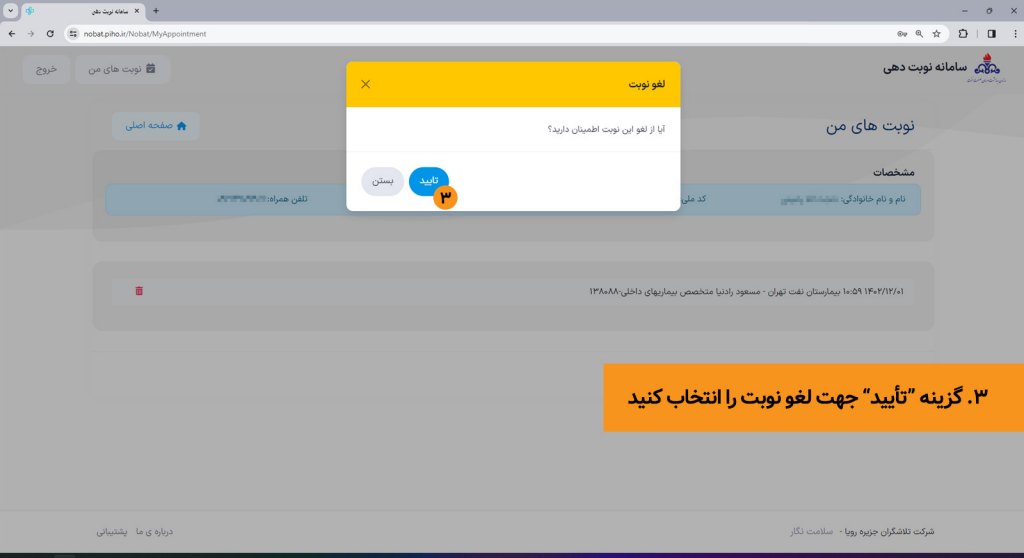 سامانه نوبت دهی
nobat.piho.ir/Nobat/MyAppointment
سامانه نوبت دهی
نوبت های من
خروج
لغو نوبت
آیا از لغو این نوبت اطمینان دارید؟
تایید
بستن
۳
نوبت های من
صفحه اصلی
مشخصات
نام و نام خانوادگی:
کد ملی
تلفن همراه:
۱۴۰۲/۱۲/۰۱ ۱۰:۵۹ بیمارستان نفت تهران - مسعود رادنیا متخصص بیماریهای داخلی-۱۳۸۰۸۸
۳. گزینه ”تأیید“ جهت لغو نوبت را انتخاب کنید
شرکت تلاشگران جزیره رویا - سلامت نگار
درباره ی ما پشتیبانی